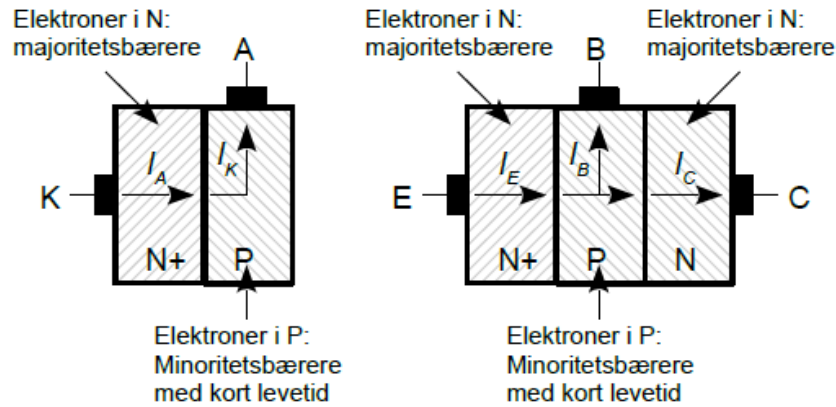 Elektroner i N:
majoritetsbærere
A
K
I_A
I_K
N+
P
Elektroner i P:
Minoritetsbærere
med kort levetid
Elektroner i N:
majoritetsbærere
Elektroner i N:
majoritetsbærere
B
E
I_E
I_B
I_C
C
N+
P
N
Elektroner i P:
Minoritetsbærere
med kort levetid